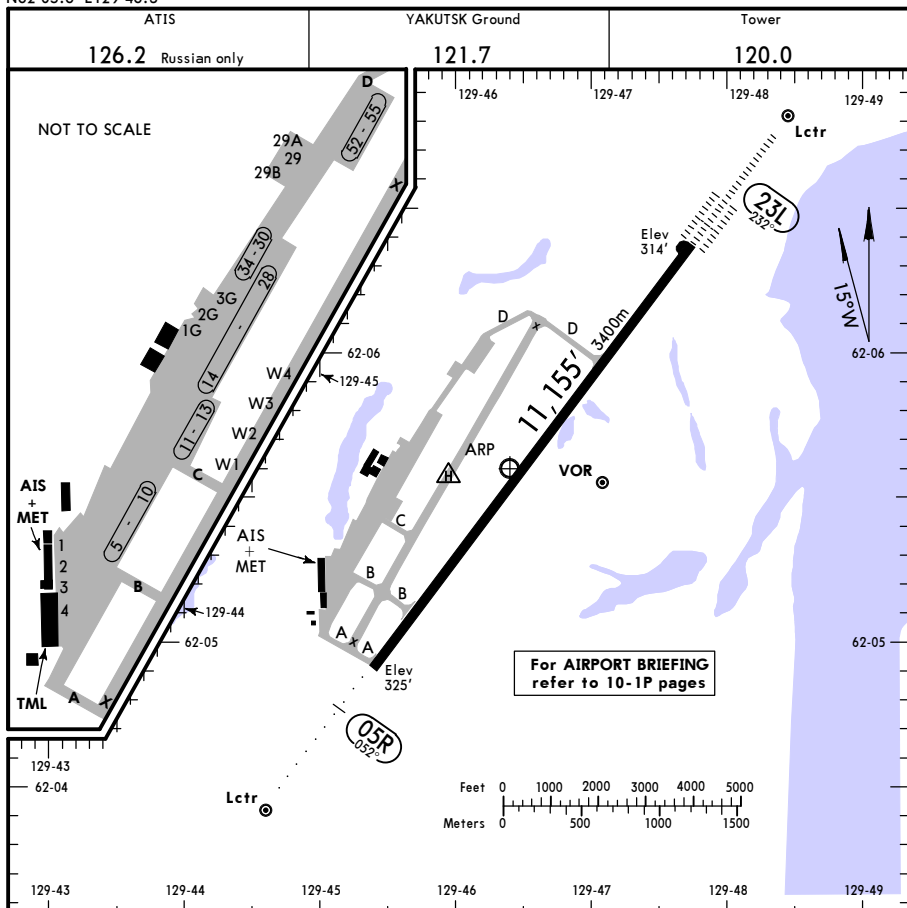 ATIS
126.2 Russian only
YAKUTSK Ground
121.7
Tower
120.0
NOT TO SCALE
D
52 - 55
29A
29
29B
34 - 30
28
-
14
3G
2G
1G
11 - 13
W4
W3
W2
W1
C
10
-
5
AIS
+
MET
1
2
3
4
B
TML
A
X
X
62-06
129-45
129-44
62-05
129-43
62-04
129-46
129-47
129-48
129-49
Lctr
23L
232°
Elev
314'
15°W
D
D
x
3400m
11,155'
62-06
ARP
H
VOR
C
AIS
+
MET
B
B
A
x
A
62-05
Elev
325'
For AIRPORT BRIEFING
refer to 10-1P pages
05R
052°
Lctr
Feet 0 1000 2000 3000 4000 5000
Meters 0 500 1000 1500
129-43
129-44
129-45
129-46
129-47
129-48
129-49